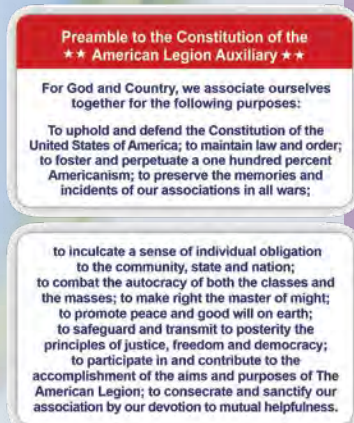 Preamble to the Constitution of the
★★ American Legion Auxiliary ★★
For God and Country, we associate ourselves
together for the following purposes:
To uphold and defend the Constitution of the
United States of America; to maintain law and order;
to foster and perpetuate a one hundred percent
Americanism; to preserve the memories and
incidents of our associations in all wars;
to inculcate a sense of individual obligation
to the community, state and nation;
to combat the autocracy of both the classes and
the masses; to make right the master of might;
to promote peace and good will on earth;
to safeguard and transmit to posterity the
principles of justice, freedom and democracy;
to participate in and contribute to the
accomplishment of the aims and purposes of The
American Legion; to consecrate and sanctify our
association by our devotion to mutual helpfulness.